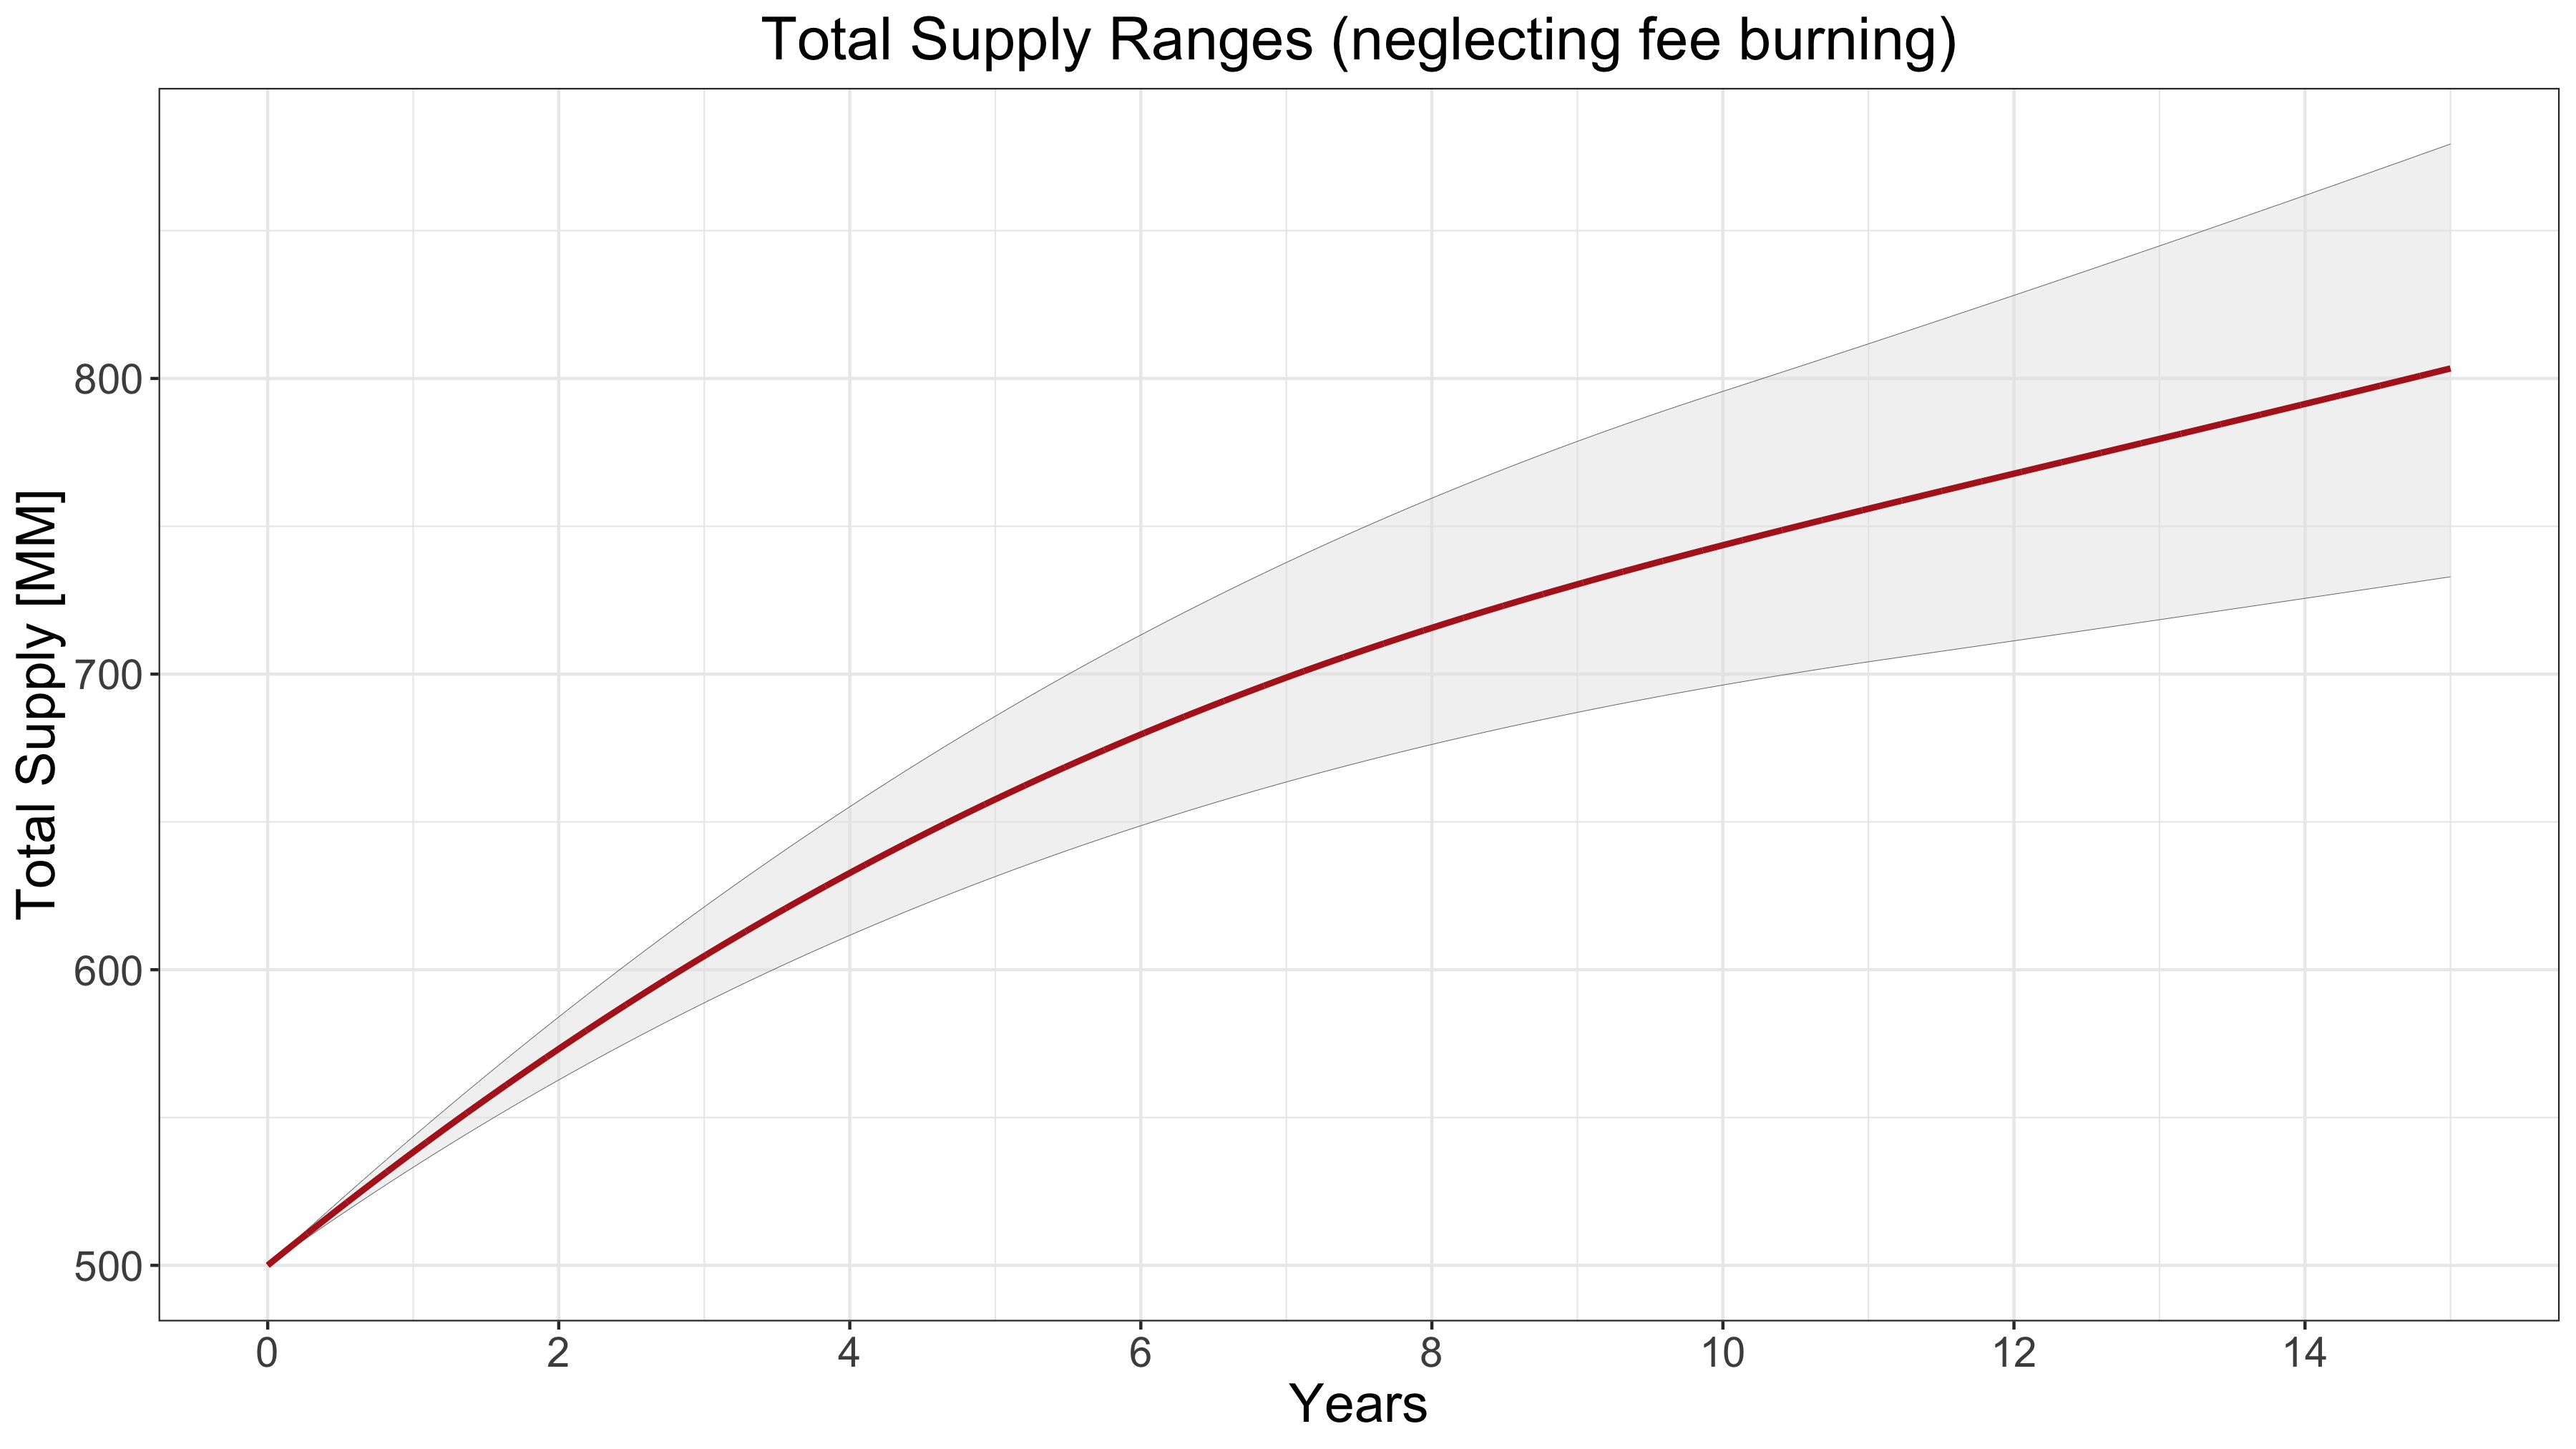 Total Supply Ranges (neglecting fee burning)
Total Supply [MM]
800
700
600
500
0 2 4 6 8 10 12 14
Years